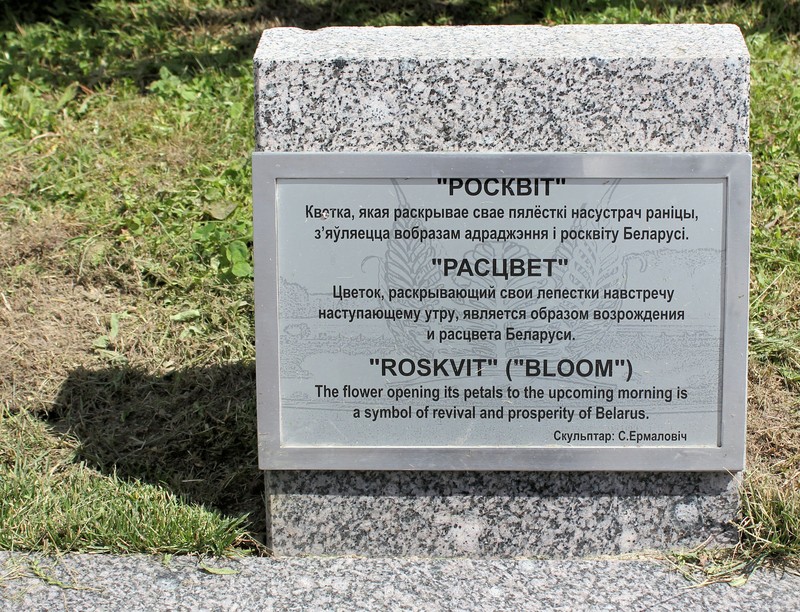 "РОСКВІТ"
Кветка, якая раскрывае свае пялёсткі насустрач раніцы,
з'яўляецца вобразам адраджэння і росквіту Беларусі.
"РАСЦВЕТ"
Цветок, раскрывающий свои лепестки навстречу
наступающему утру, является образом возрождения
и расцвета Беларуси.
"ROSKVIT" ("BLOOM")
The flower opening its petals to the upcoming morning is
a symbol of revival and prosperity of Belarus.
Скульптар: С.Ермаловіч